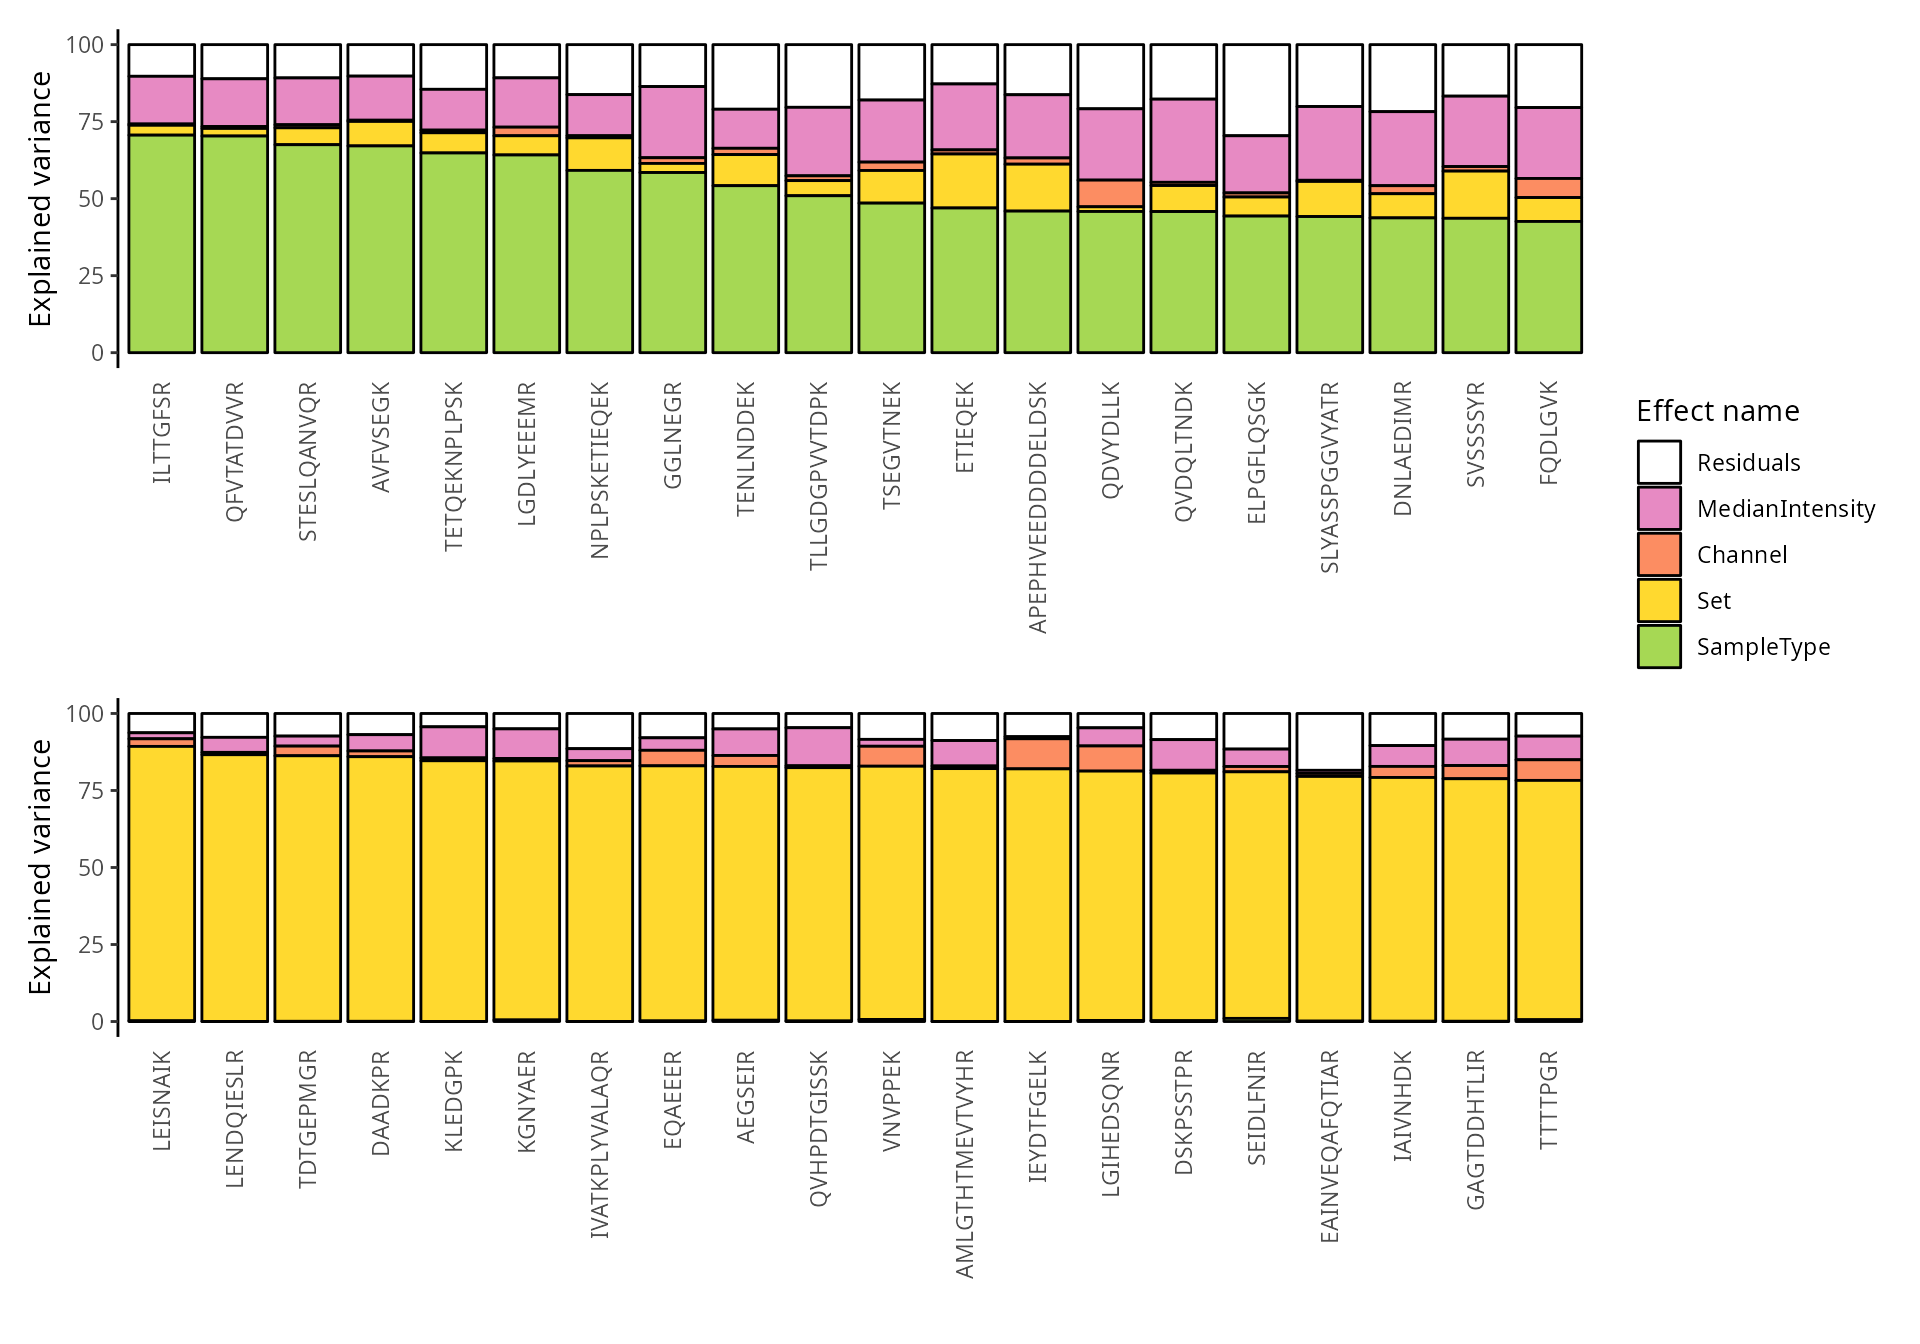 Explained variance
100
75
50
25
0
ILTTTGFSR
QFVTATDVVR
STESLQANVQR
AVFVSEGK
TETQEKNPLPSK
LGDLYEEEMR
NPLPSKETIEQEK
GGLNEGR
TENLNDDEK
TLLGDGPVVTDPK
TSEGVTNEK
ETIEQEK
APEPHVEEDDDDELDSK
QDVYDLLK
QVDQLTNDK
ELPGFLQSGK
SLYASSPGGVYATR
DNLAEDIMR
SVSSSSYR
FQDLGVK
Effect name
Residuals
MedianIntensity
Channel
Set
SampleType
Explained variance
100
75
50
25
0
LEISNAIK
LENDQIESLR
TDTGEPMGR
DAADKPR
KLEDGPK
KGNYAER
IVATKPLYVALAQR
EQAEEER
AEGSEIR
QVHPDTGISSK
VNVPPEK
AMLGTHTMEVTVYHR
IEYDTFGELK
LGIHEDSQNR
DSKPSSTPR
SEIDLFNIR
EAINVEQAFQTIAR
IAIVNHDK
GAGTDDHTLIR
TTTTPGR